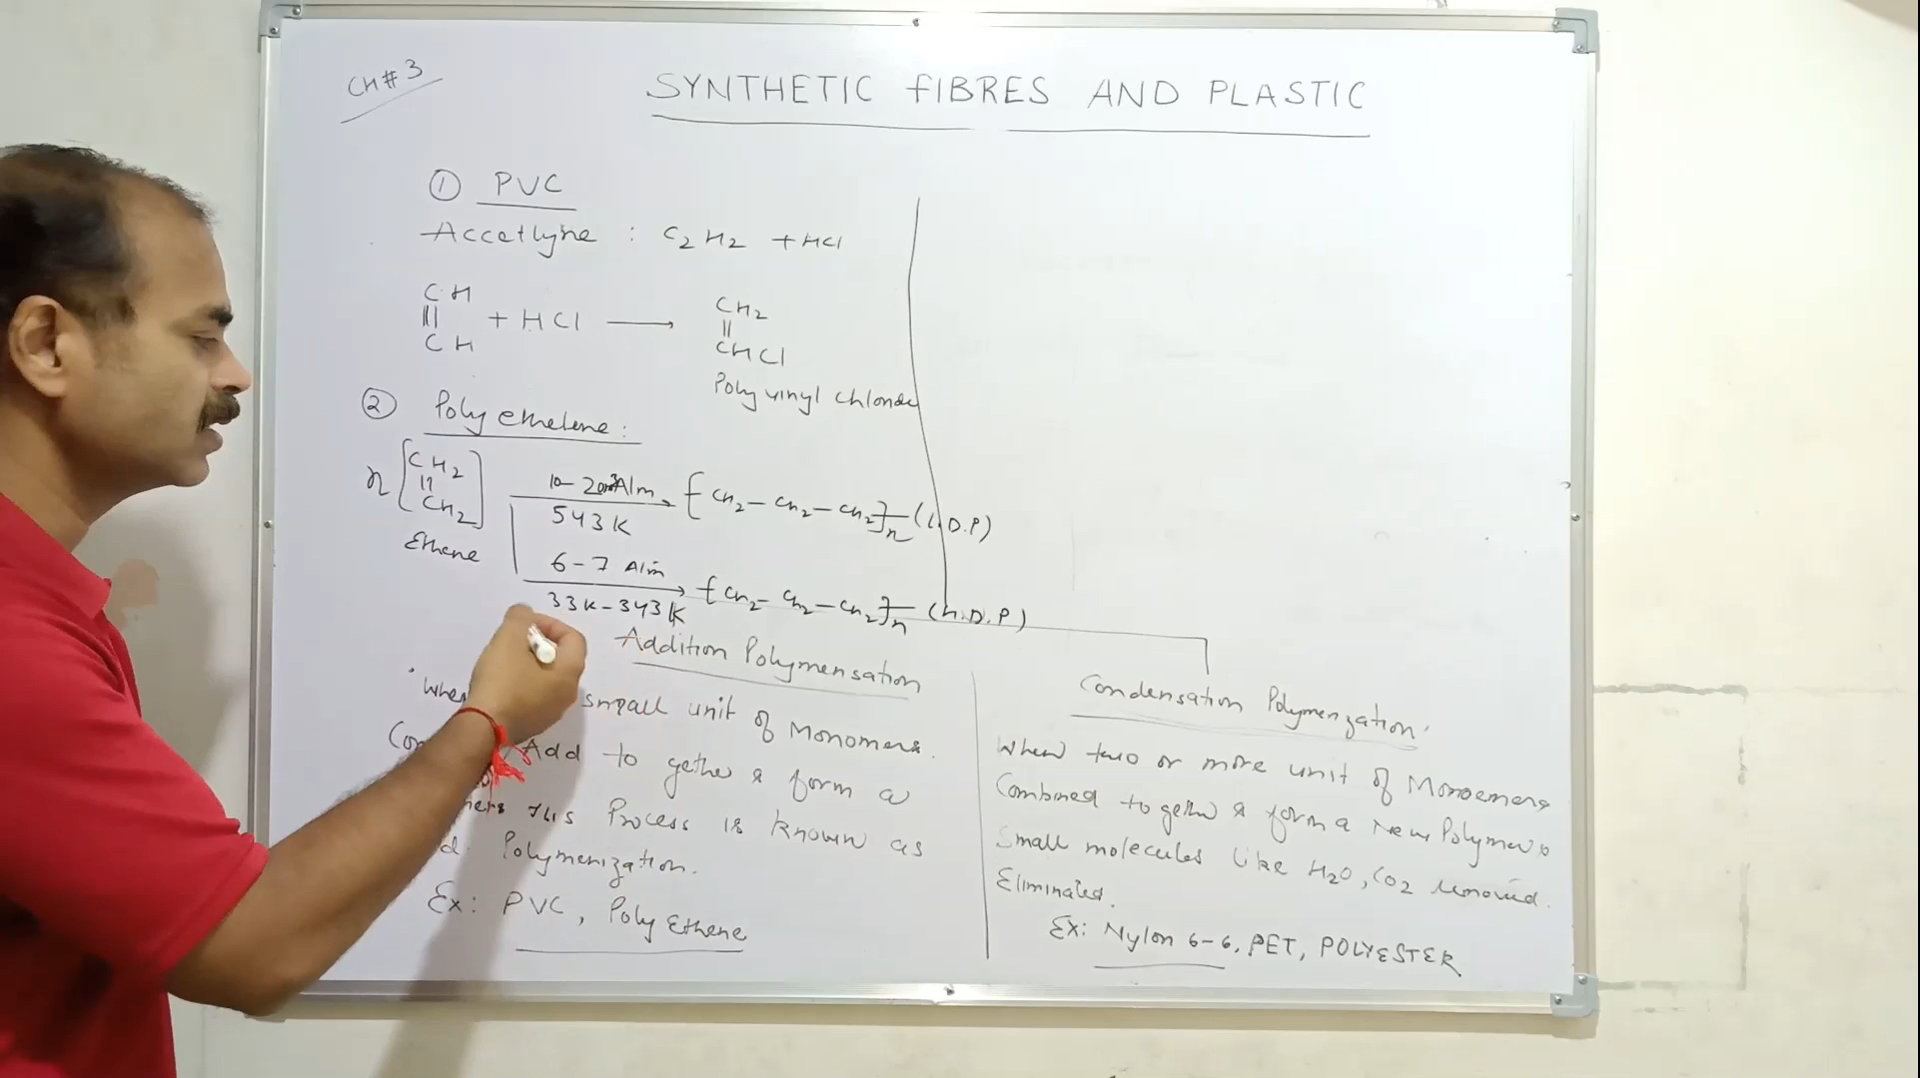 CH#3
SYNTHETIC FIBRES AND PLASTIC
① PVC
Accetlyne : C2H2 + HCl
CH
|||
CH
+ HCl ⟶
CH2
||
CHCl
Poly vinyl chloride
② Poly ethelene:
n [CH2
||
CH2]
Ethene
Atm
543K
[CH2 – CH2 – CH2]n (L.D.P)
6 – 7 Atm
33K – 343K
[CH2 – CH2 – CH2]n (H.D.P)
Addition Polymerisation
small unit of Monomers.
Add to gether & form a
this Process is known as
Polymerization.
Ex: PVC, Poly Ethene
Condensation Polymerization.
When two or more unit of Monoemers
Combined to gether & form a New Polymer &
Small molecules like H2O, CO2 removed.
Eliminated.
Ex: Nylon 6-6, PET, POLYESTER